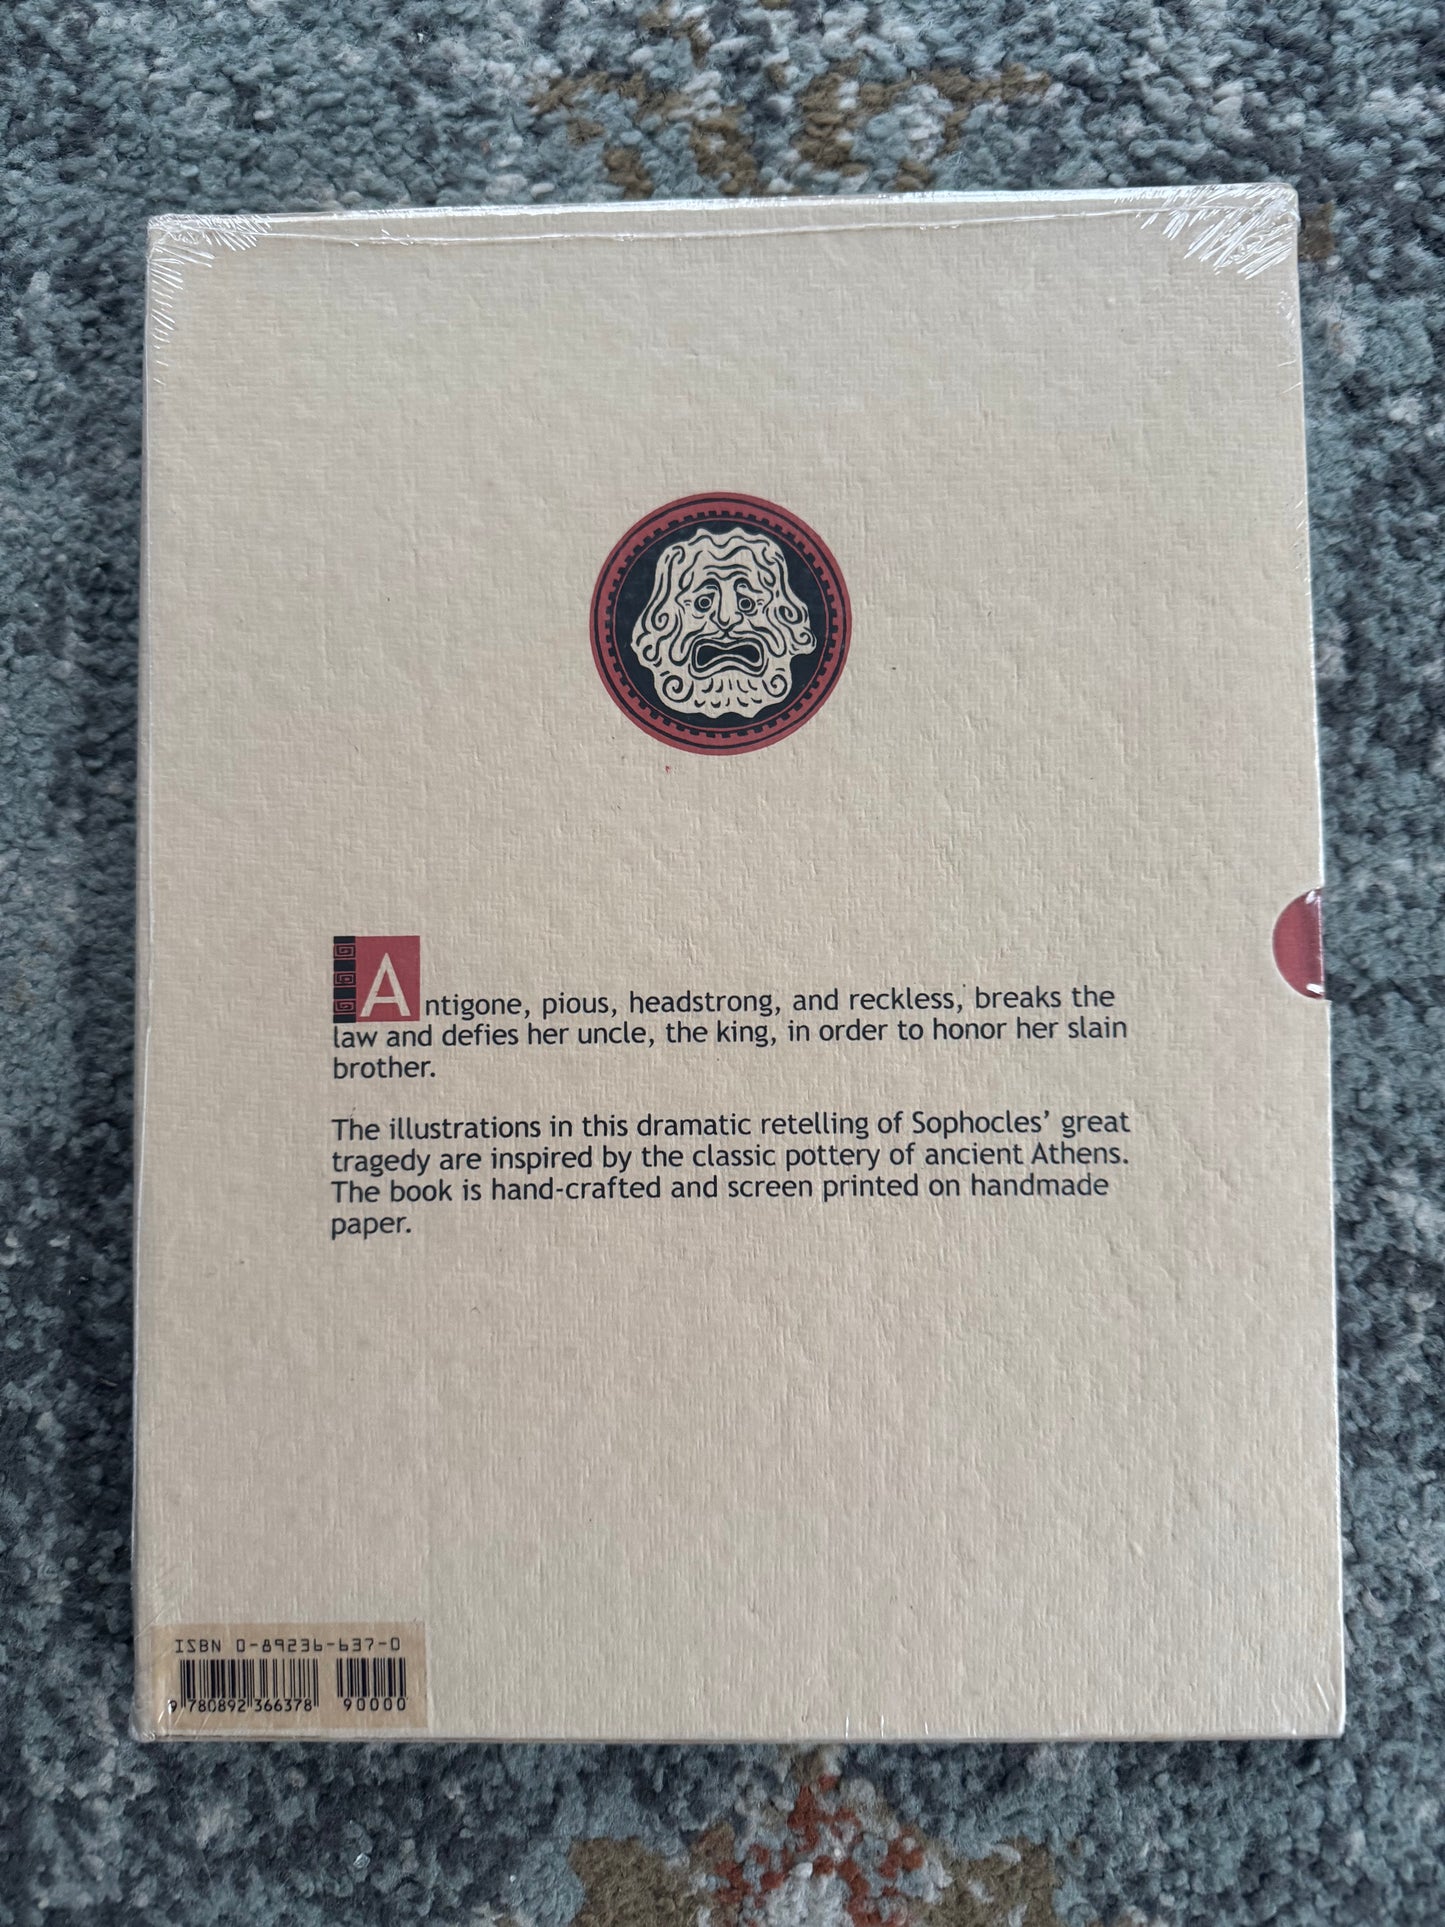 Antigone, pious, headstrong, and reckless, breaks the
law and defies her uncle, the king, in order to honor her slain
brother.
The illustrations in this dramatic retelling of Sophocles’ great
tragedy are inspired by the classic pottery of ancient Athens.
The book is hand-crafted and screen printed on handmade
paper.
ISBN 0-89236-637-0
9 780892 366378 90000